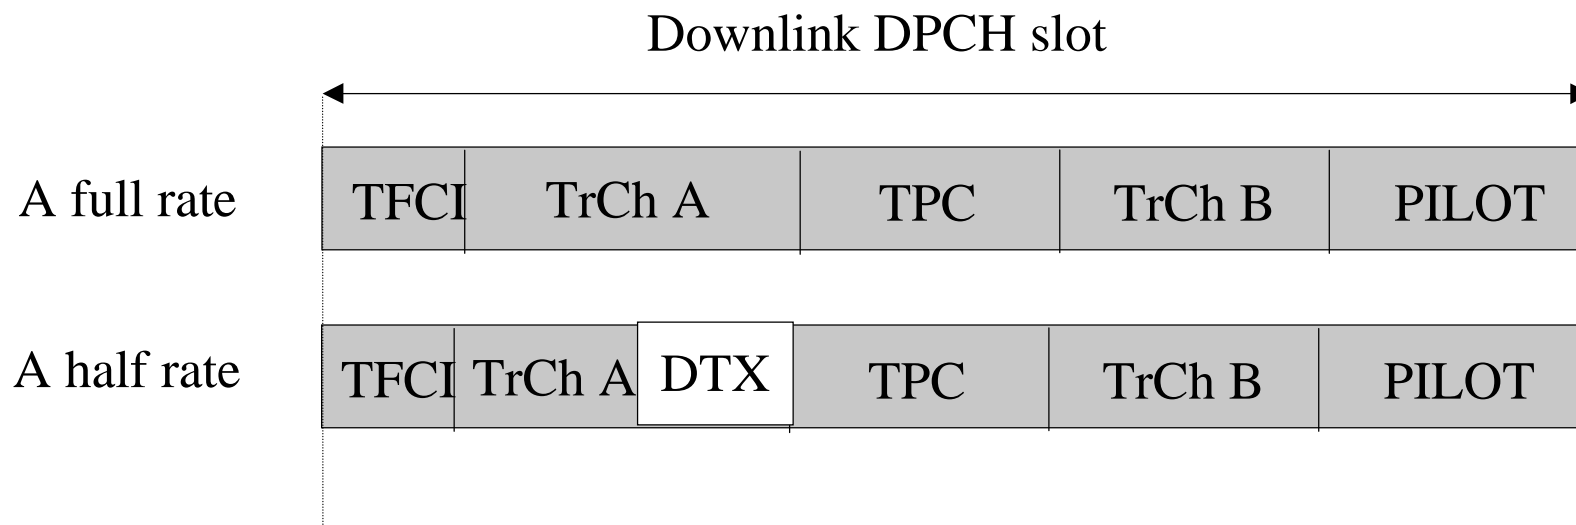 Downlink DPCH slot
A full rate TFCI TrCh A TPC TrCh B PILOT
A half rate TFCI TrCh A DTX TPC TrCh B PILOT